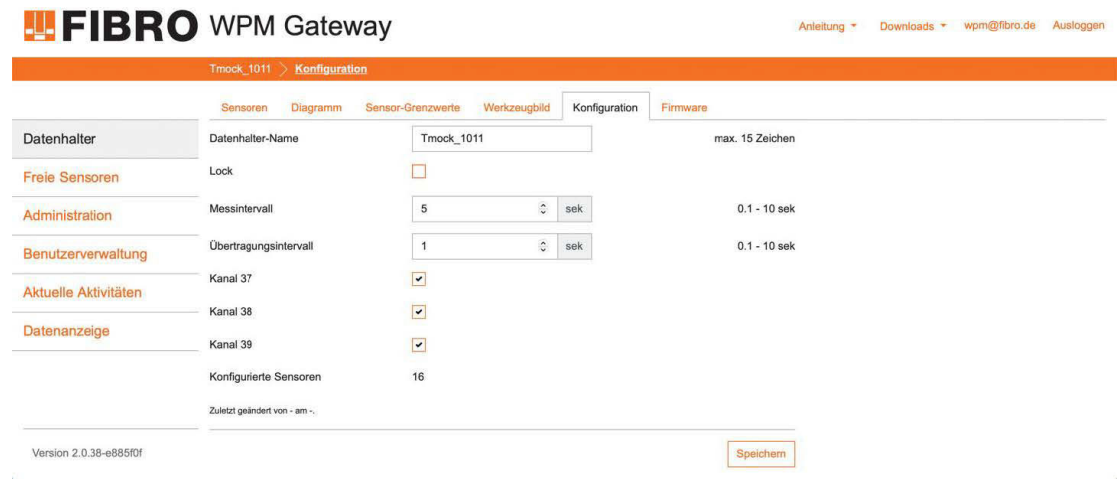 FIBRO WPM Gateway
Anleitung Downloads wpm@fibro.de Ausloggen
Tmock_1011 Konfiguration
Sensoren Diagramm Sensor-Grenzwerte Werkzeugbild Konfiguration Firmware
Datenhalter
Freie Sensoren
Administration
Benutzerverwaltung
Aktuelle Aktivitäten
Datenanzeige
Datenhalter-Name Tmock_1011 max. 15 Zeichen
Lock
Messintervall 5 sek 0.1 - 10 sek
Übertragungsintervall 1 sek 0.1 - 10 sek
Kanal 37
Kanal 38
Kanal 39
Konfigurierte Sensoren 16
Zuletzt geändert von - am -.
Version 2.0.38-e885f0f
Speichern